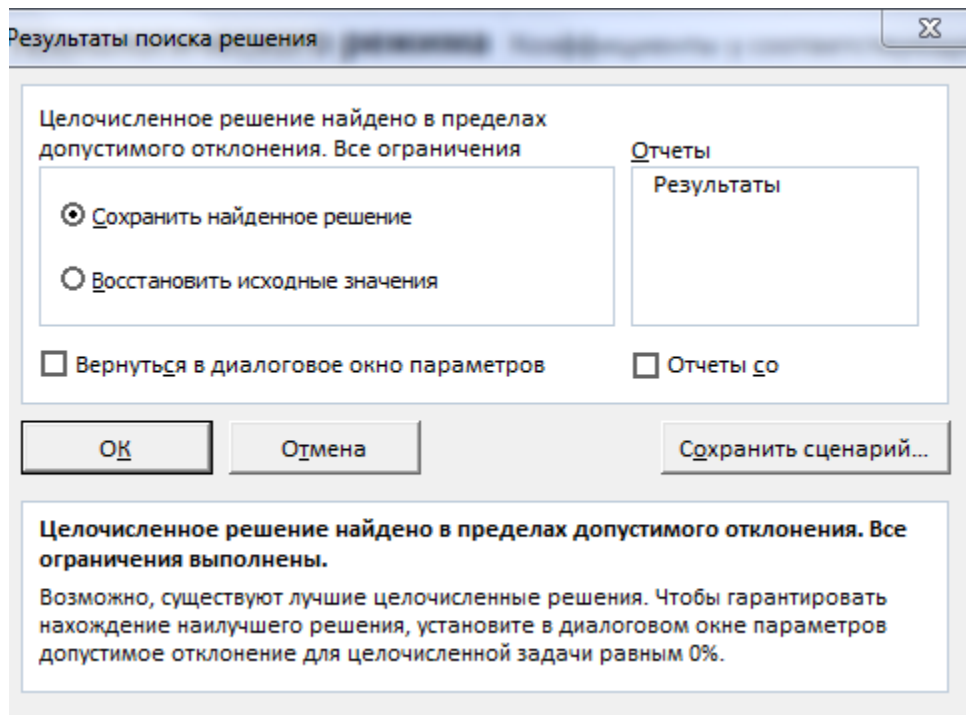 Результаты поиска решения
режима
Целочисленное решение найдено в пределах
допустимого отклонения. Все ограничения
Отчеты
Результаты
Сохранить найденное решение
Восстановить исходные значения
Вернуться в диалоговое окно параметров
Отчеты со
ОК
Отмена
Сохранить сценарий...
Целочисленное решение найдено в пределах допустимого отклонения. Все
ограничения выполнены.
Возможно, существуют лучшие целочисленные решения. Чтобы гарантировать
нахождение наилучшего решения, установите в диалоговом окне параметров
допустимое отклонение для целочисленной задачи равным 0%.